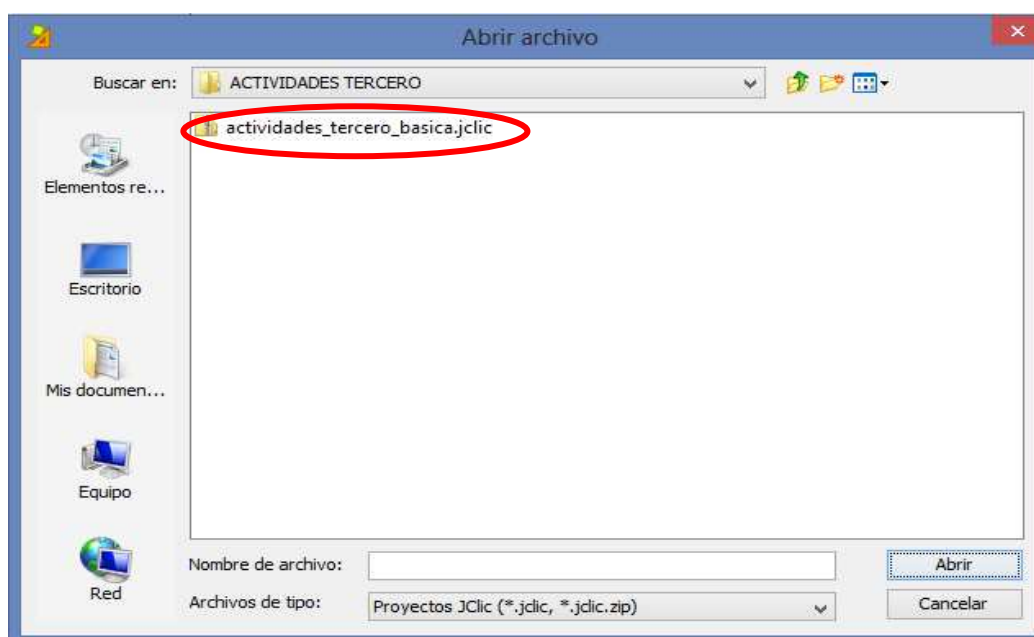 Abrir archivo
Buscar en: ACTIVIDADES TERCERO
actividades_tercero_basica.jclic
Elementos re...
Escritorio
Mis documen...
Equipo
Red
Nombre de archivo:
Abrir
Archivos de tipo: Proyectos JClic (*.jclic, *.jclic.zip)
Cancelar